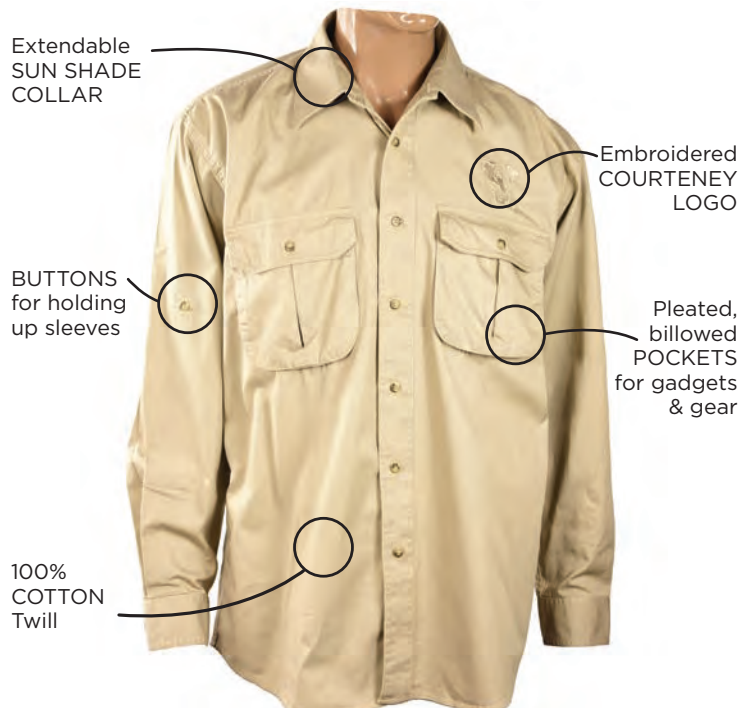 Extendable
SUN SHADE
COLLAR
Embroidered
COURTENEY
LOGO
BUTTONS
for holding
up sleeves
Pleated,
billowed
POCKETS
for gadgets
& gear
100%
COTTON
Twill